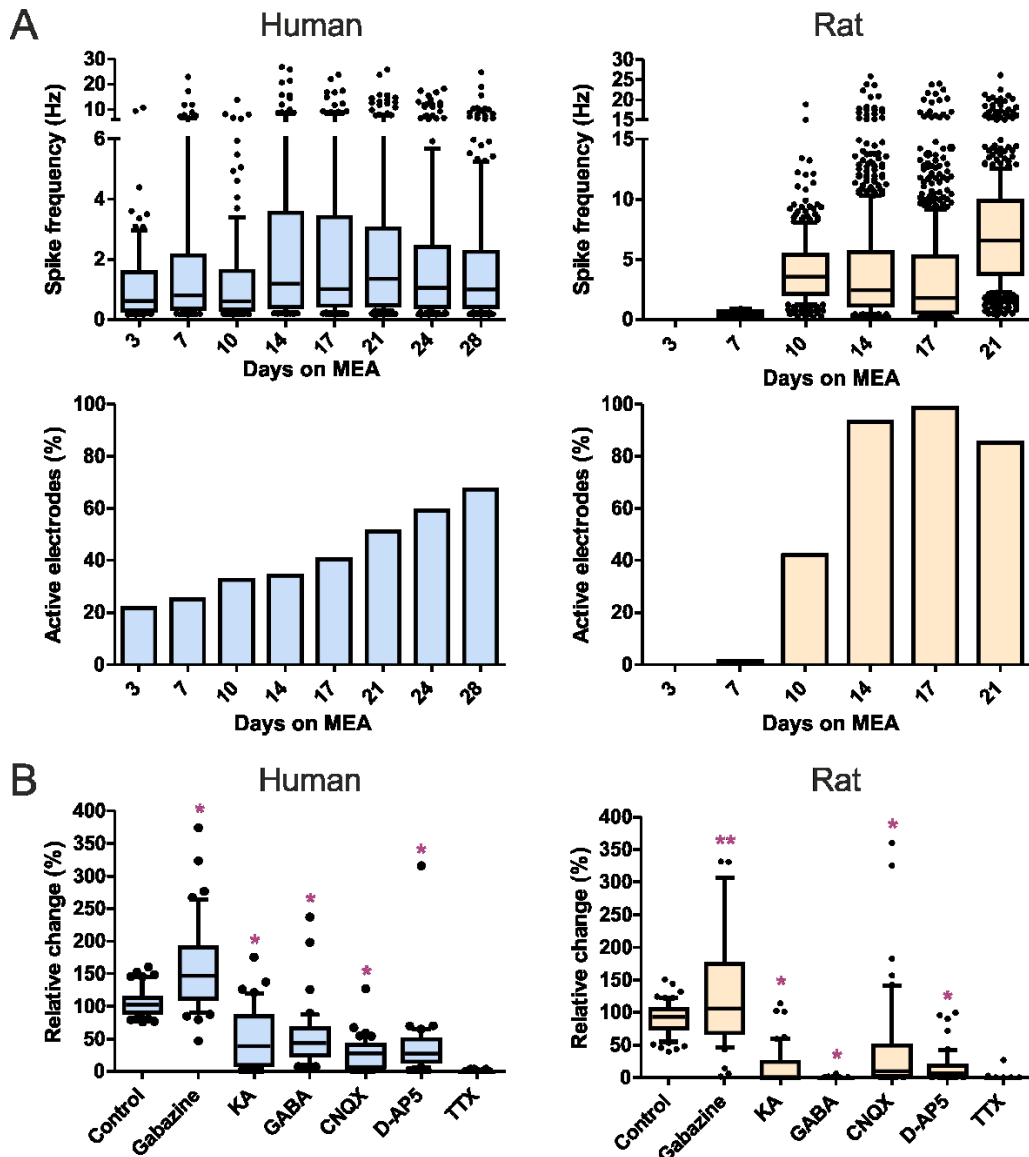 A
Human
Rat
Spike frequency (Hz)
30
20
10
6
4
2
0
3
7
10
14
17
21
24
28
Days on MEA
Spike frequency (Hz)
30
25
20
15
10
5
0
3
7
10
14
17
21
Days on MEA
Active electrodes (%)
100
80
60
40
20
0
3
7
10
14
17
21
24
28
Days on MEA
Active electrodes (%)
100
80
60
40
20
0
3
7
10
14
17
21
Days on MEA
B
Human
Rat
Relative change (%)
400
350
300
250
200
150
100
50
0
*
*
*
*
*
Control
Gabazine
KA
GABA
CNQX
D-AP5
TTX
Relative change (%)
400
350
300
250
200
150
100
50
0
**
*
*
*
*
Control
Gabazine
KA
GABA
CNQX
D-AP5
TTX